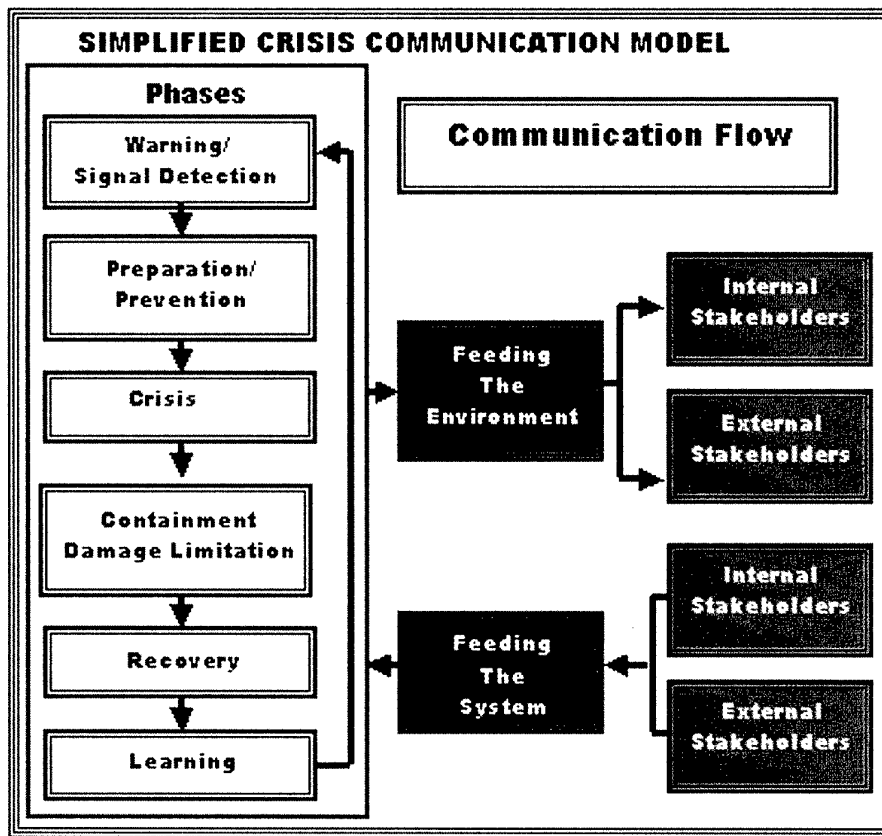 SIMPLIFIED CRISIS COMMUNICATION MODEL
Phases
Warning/
Signal Detection
Preparation/
Prevention
Crisis
Containment
Damage Limitation
Recovery
Learning
Communication Flow
Feeding
The
Environment
Internal
Stakeholders
External
Stakeholders
Feeding
The
System
Internal
Stakeholders
External
Stakeholders